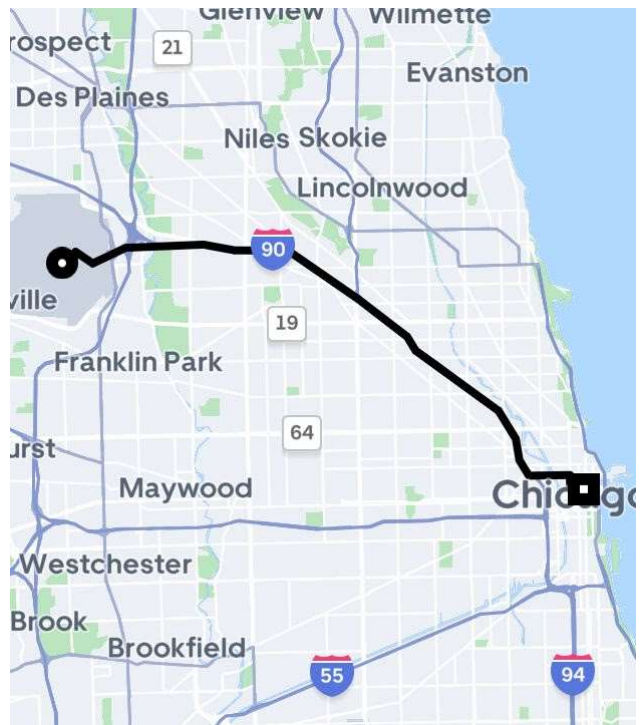 Glenview
Wilmette
rospect
21
Evanston
Des Plaines
Niles
Skokie
Lincolnwood
90
ville
19
Franklin Park
64
urst
Maywood
Chicago
Westchester
Brook
Brookfield
55
94